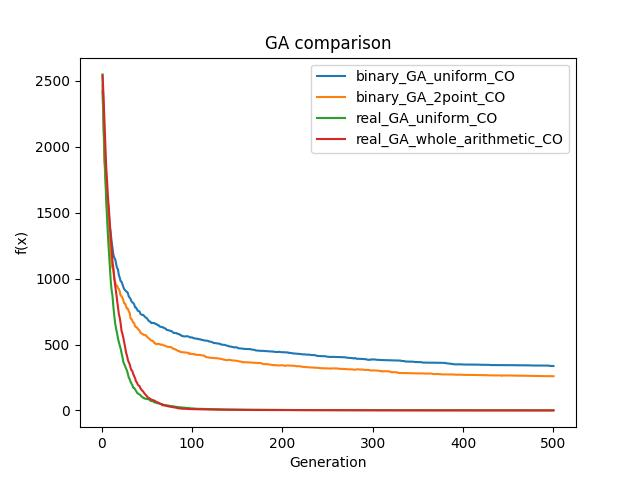 GA comparison
binary_GA_uniform_CO
binary_GA_2point_CO
real_GA_uniform_CO
real_GA_whole_arithmetic_CO
2500
2000
1500
1000
500
0
f(x)
0 100 200 300 400 500
Generation